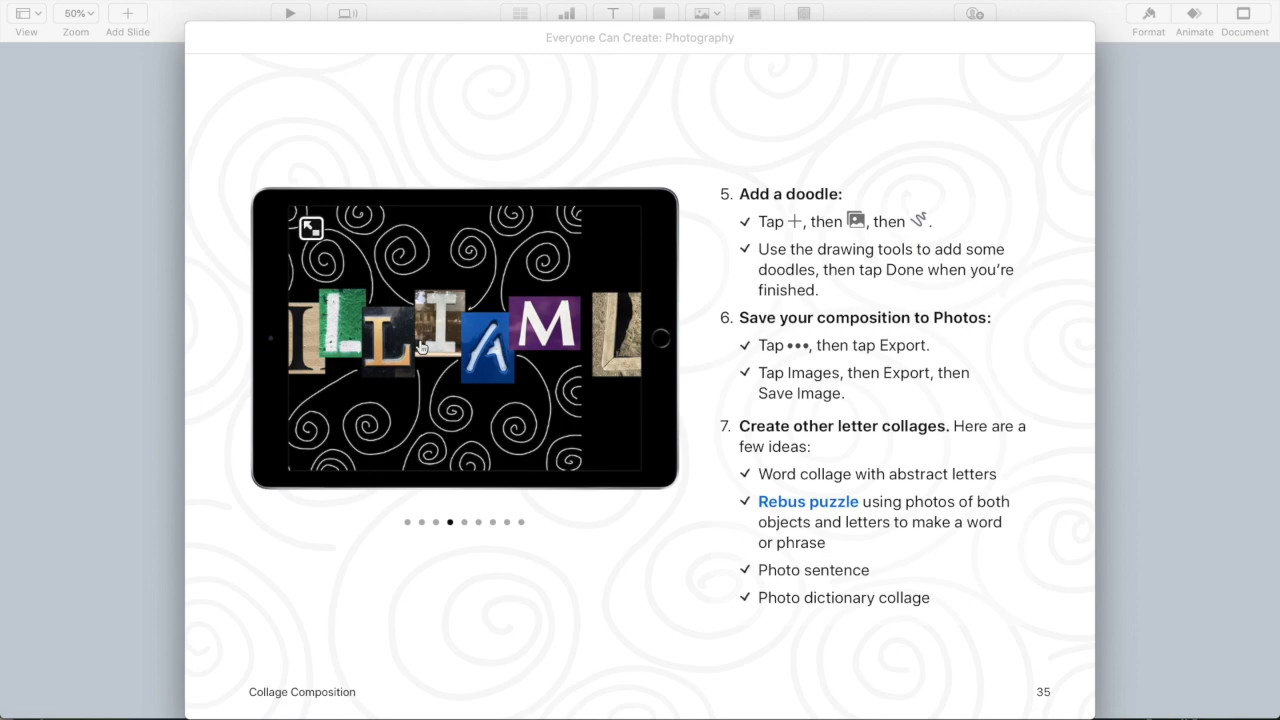 50%
View
Zoom
Add Slide
Format
Animate
Document
Everyone Can Create: Photography
ILLIAM
5. Add a doodle:
✓ Tap +, then , then .
✓ Use the drawing tools to add some
doodles, then tap Done when you’re
finished.
6. Save your composition to Photos:
✓ Tap •••, then tap Export.
✓ Tap Images, then Export, then
Save Image.
7. Create other letter collages. Here are a
few ideas:
✓ Word collage with abstract letters
✓ Rebus puzzle using photos of both
objects and letters to make a word
or phrase
✓ Photo sentence
✓ Photo dictionary collage
Collage Composition
35